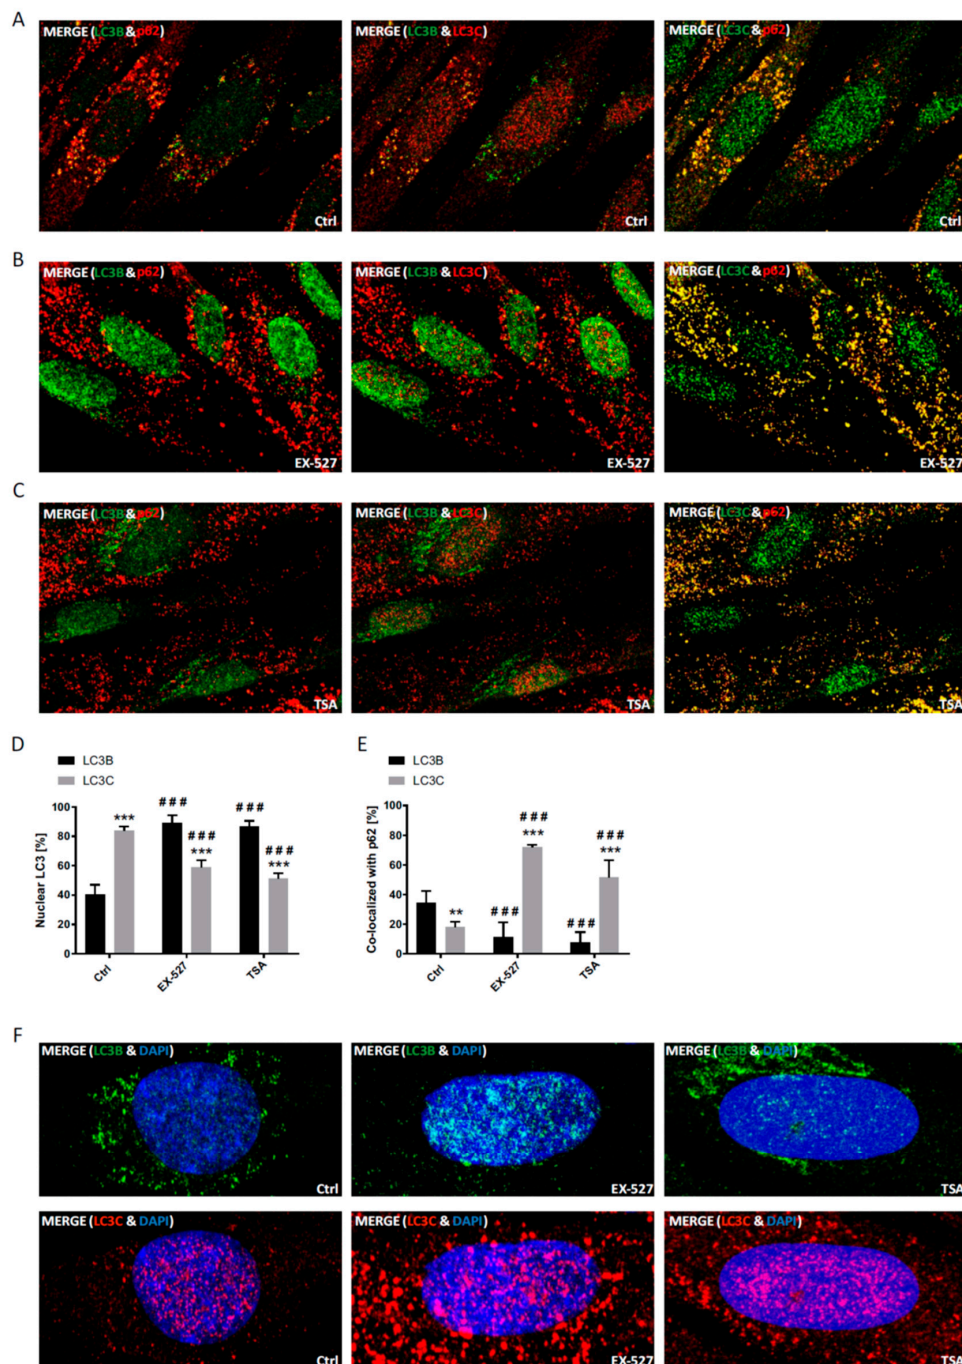 A
MERGE (LC3B & p62)
MERGE (LC3B & LC3C)
MERGE (LC3C & p62)
Ctrl
Ctrl
Ctrl
B
MERGE (LC3B & p62)
MERGE (LC3B & LC3C)
MERGE (LC3C & p62)
EX-527
EX-527
EX-527
C
MERGE (LC3B & p62)
MERGE (LC3B & LC3C)
MERGE (LC3C & p62)
TSA
TSA
TSA
D
LC3B
LC3C
Nuclear LC3 [%]
100
80
60
40
20
0
***
###
###
***
###
###
***
Ctrl
EX-527
TSA
E
LC3B
LC3C
Co-localized with p62 [%]
100
80
60
40
20
0
**
###
###
***
###
###
***
Ctrl
EX-527
TSA
F
MERGE (LC3B & DAPI)
MERGE (LC3B & DAPI)
MERGE (LC3B & DAPI)
Ctrl
EX-527
TSA
MERGE (LC3C & DAPI)
MERGE (LC3C & DAPI)
MERGE (LC3C & DAPI)
Ctrl
EX-527
TSA